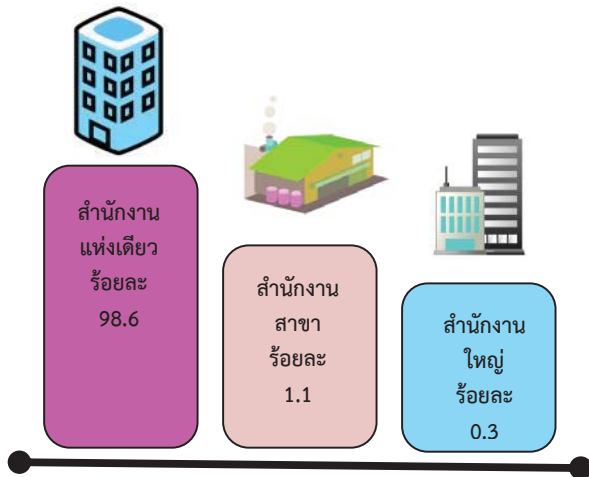 สำนักงาน
แห่งเดียว
ร้อยละ
98.6
สำนักงาน
สาขา
ร้อยละ
1.1
สำนักงาน
ใหญ่
ร้อยละ
0.3